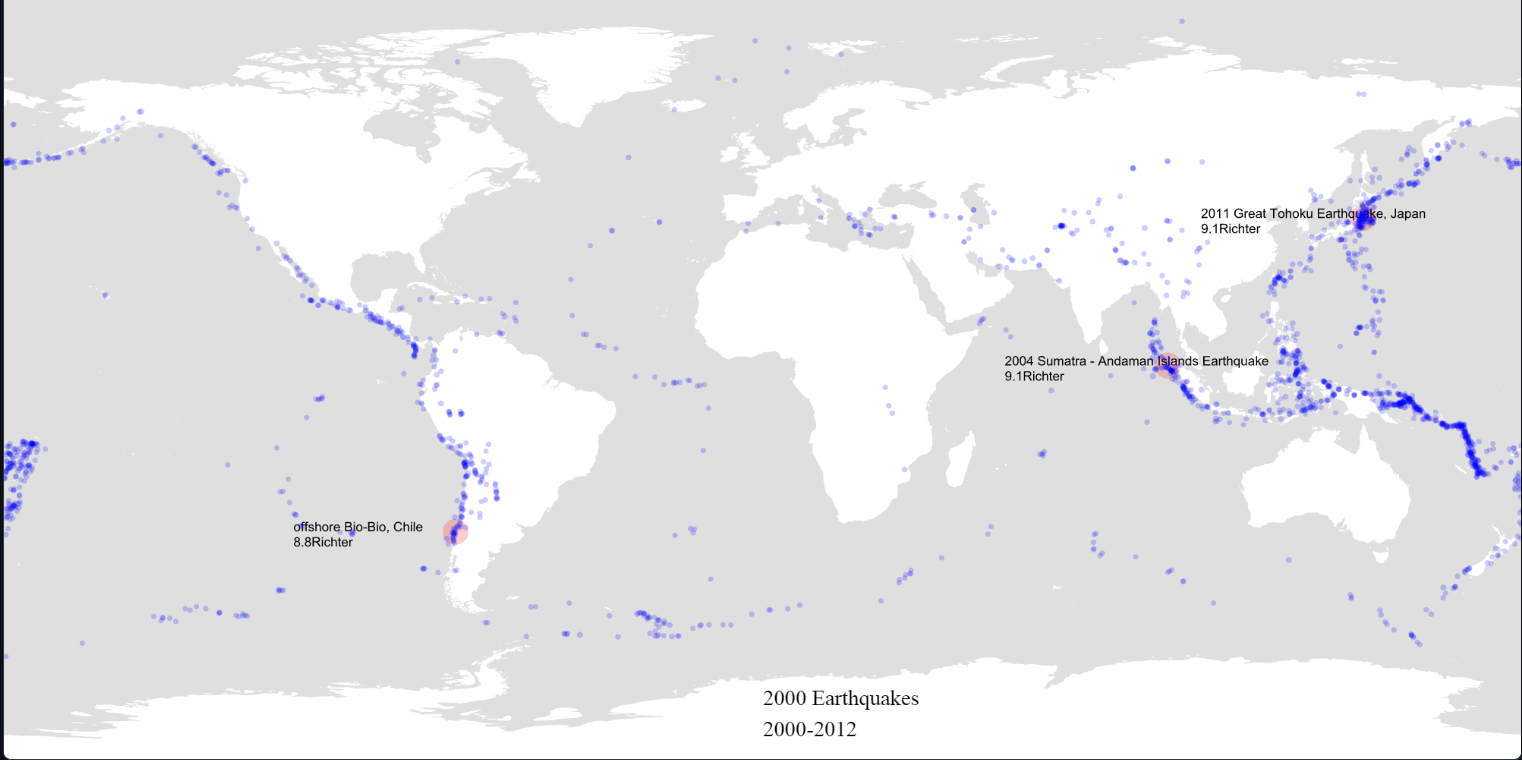 2011 Great Tohoku Earthquake, Japan
9.1Richter
2004 Sumatra - Andaman Islands Earthquake
9.1Richter
offshore Bio-Bio, Chile
8.8Richter
2000 Earthquakes
2000-2012